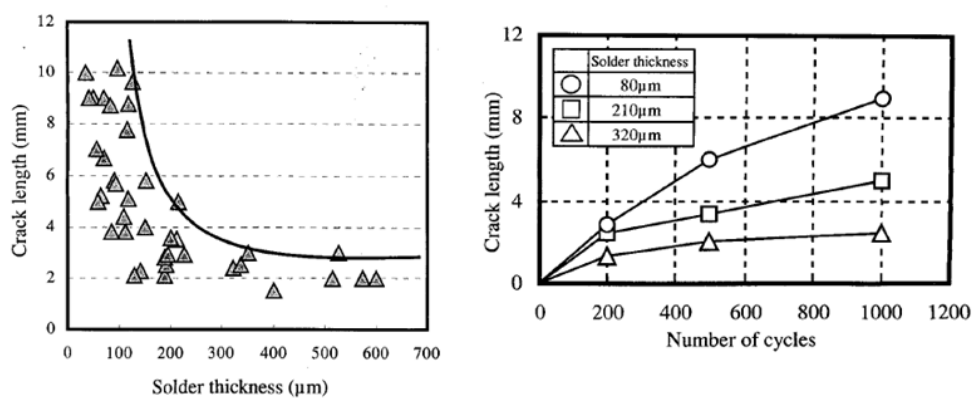 12
10
8
6
4
2
0
0 100 200 300 400 500 600 700
Crack length (mm)
Solder thickness (µm)
12
8
4
0
0 200 400 600 800 1000 1200
Crack length (mm)
Number of cycles
Solder thickness
80µm
210µm
320µm